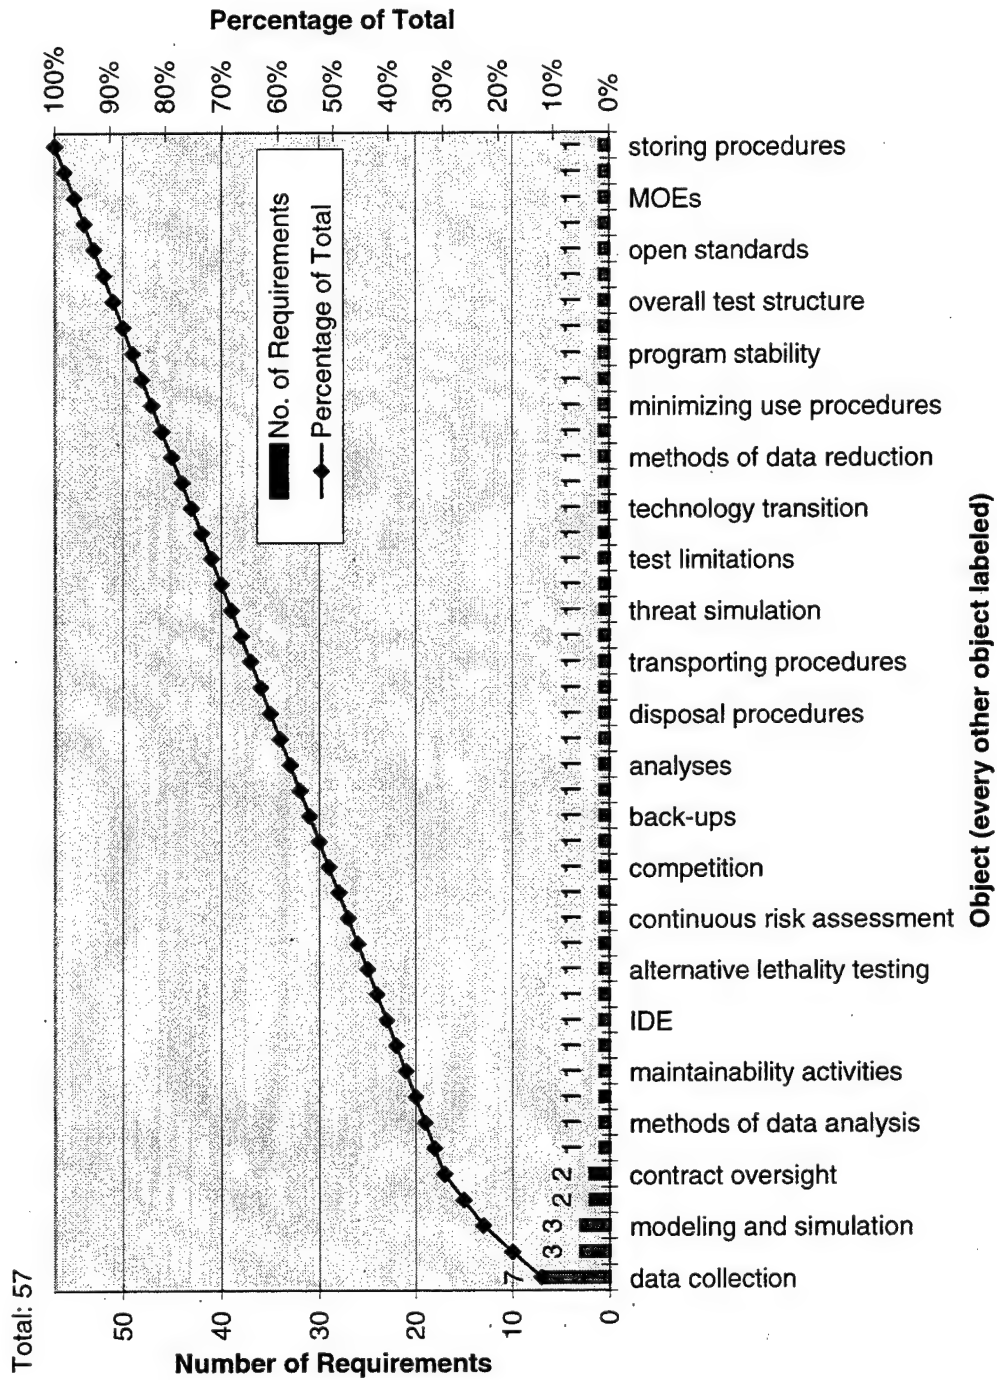 Percentage of Total
100% 90% 80% 70% 60% 50% 40% 30% 20% 10% 0%
No. of Requirements
Percentage of Total
1 storing procedures
1
1 MOEs
1
1 open standards
1
1 overall test structure
1
1 program stability
1
1 minimizing use procedures
1
1 methods of data reduction
1
1 technology transition
1
1 test limitations
1
1 threat simulation
1
1 transporting procedures
1
1 disposal procedures
1
1 analyses
1
1 back-ups
1
1 competition
1
1 continuous risk assessment
1
1 alternative lethality testing
1
1 IDE
1
1 maintainability activities
1
1 methods of data analysis
1
2 contract oversight
2
3 modeling and simulation
3
7 data collection
Object (every other object labeled)
Total: 57
50 40 30 20 10 0
Number of Requirements